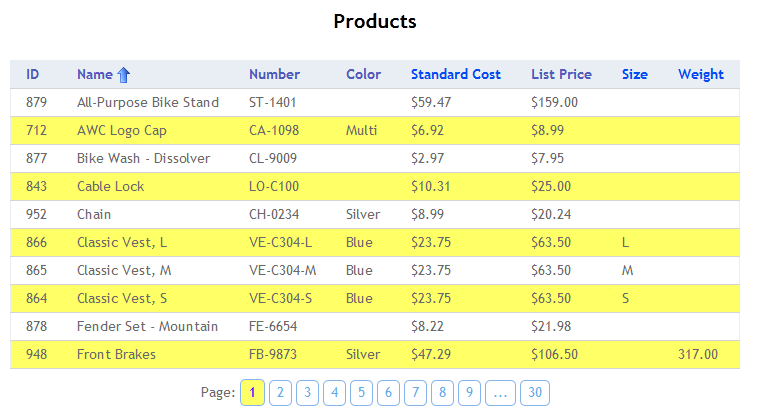 Products
ID Name Number Color Standard Cost List Price Size Weight
879 All-Purpose Bike Stand ST-1401 $59.47 $159.00
712 AWC Logo Cap CA-1098 Multi $6.92 $8.99
877 Bike Wash - Dissolver CL-9009 $2.97 $7.95
843 Cable Lock LO-C100 $10.31 $25.00
952 Chain CH-0234 Silver $8.99 $20.24
866 Classic Vest, L VE-C304-L Blue $23.75 $63.50 L
865 Classic Vest, M VE-C304-M Blue $23.75 $63.50 M
864 Classic Vest, S VE-C304-S Blue $23.75 $63.50 S
878 Fender Set - Mountain FE-6654 $8.22 $21.98
948 Front Brakes FB-9873 Silver $47.29 $106.50 317.00
Page: 1 2 3 4 5 6 7 8 9 ... 30